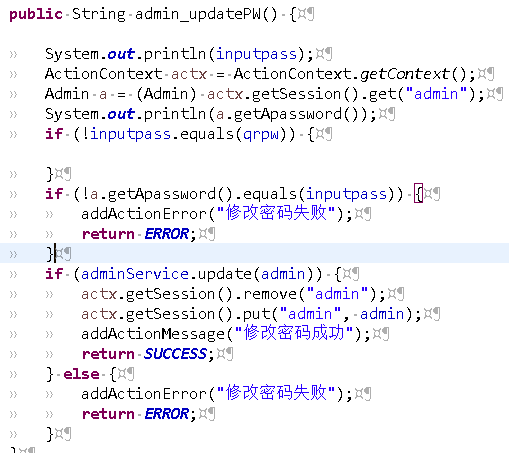 public String admin_updatePW() {
System.out.println(inputpass);
ActionContext actx = ActionContext.getContext();
Admin a = (Admin) actx.getSession().get("admin");
System.out.println(a.getApassword());
if (!inputpass.equals(qrpw)) {
}
if (!a.getApassword().equals(inputpass)) {
addActionError("修改密码失败");
return ERROR;
}
if (adminService.update(admin)) {
actx.getSession().remove("admin");
actx.getSession().put("admin", admin);
addActionMessage("修改密码成功");
return SUCCESS;
} else {
addActionError("修改密码失败");
return ERROR;
}
}